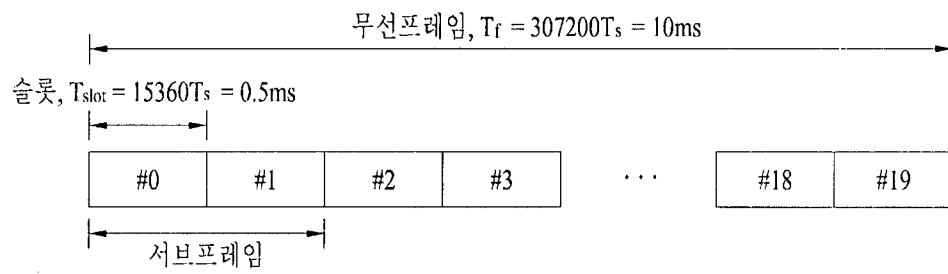 무선프레임, Tf = 307200Ts = 10ms
슬롯, Tslot = 15360Ts = 0.5ms
#0 #1 #2 #3 ··· #18 #19
서브프레임